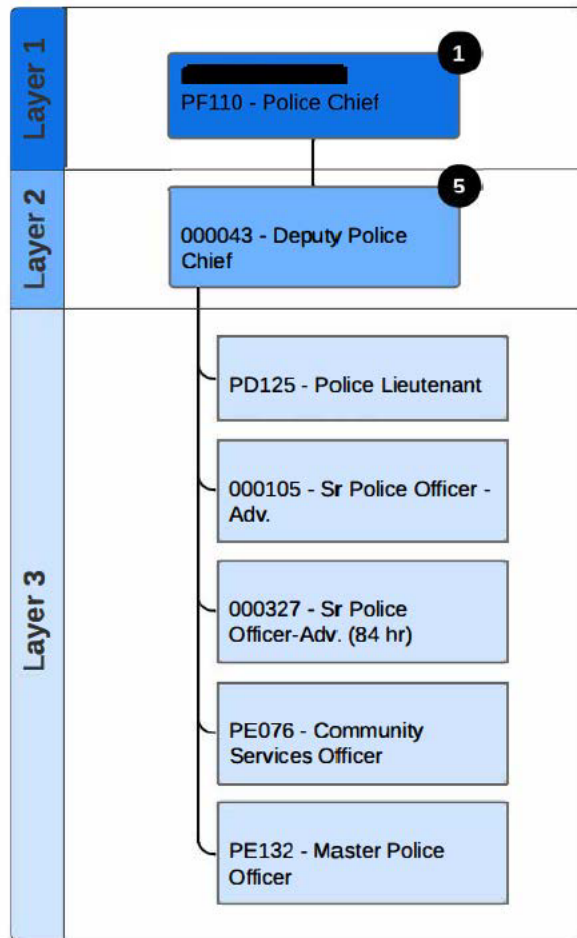 Layer 1
1
PF110 - Police Chief
Layer 2
5
000043 - Deputy Police
Chief
Layer 3
PD125 - Police Lieutenant
000105 - Sr Police Officer -
Adv.
000327 - Sr Police
Officer-Adv. (84 hr)
PE076 - Community
Services Officer
PE132 - Master Police
Officer